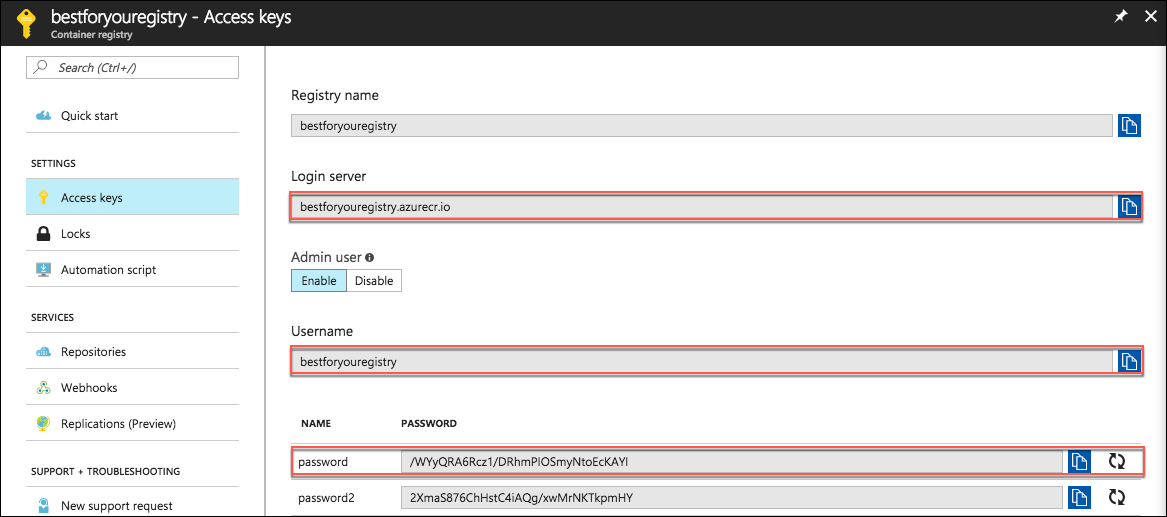 bestforyouregistry - Access keys
Container registry
Search (Ctrl+/)
Quick start
SETTINGS
Access keys
Locks
Automation script
SERVICES
Repositories
Webhooks
Replications (Preview)
SUPPORT + TROUBLESHOOTING
New support request
Registry name
bestforyouregistry
Login server
bestforyouregistry.azurecr.io
Admin user
Enable Disable
Username
bestforyouregistry
NAME PASSWORD
password /WYyQRA6Rcz1/DRhmPlOSmyNtoEcKAYl
password2 2XmaS876ChHstC4iAQg/xwMrNKTkpmHY